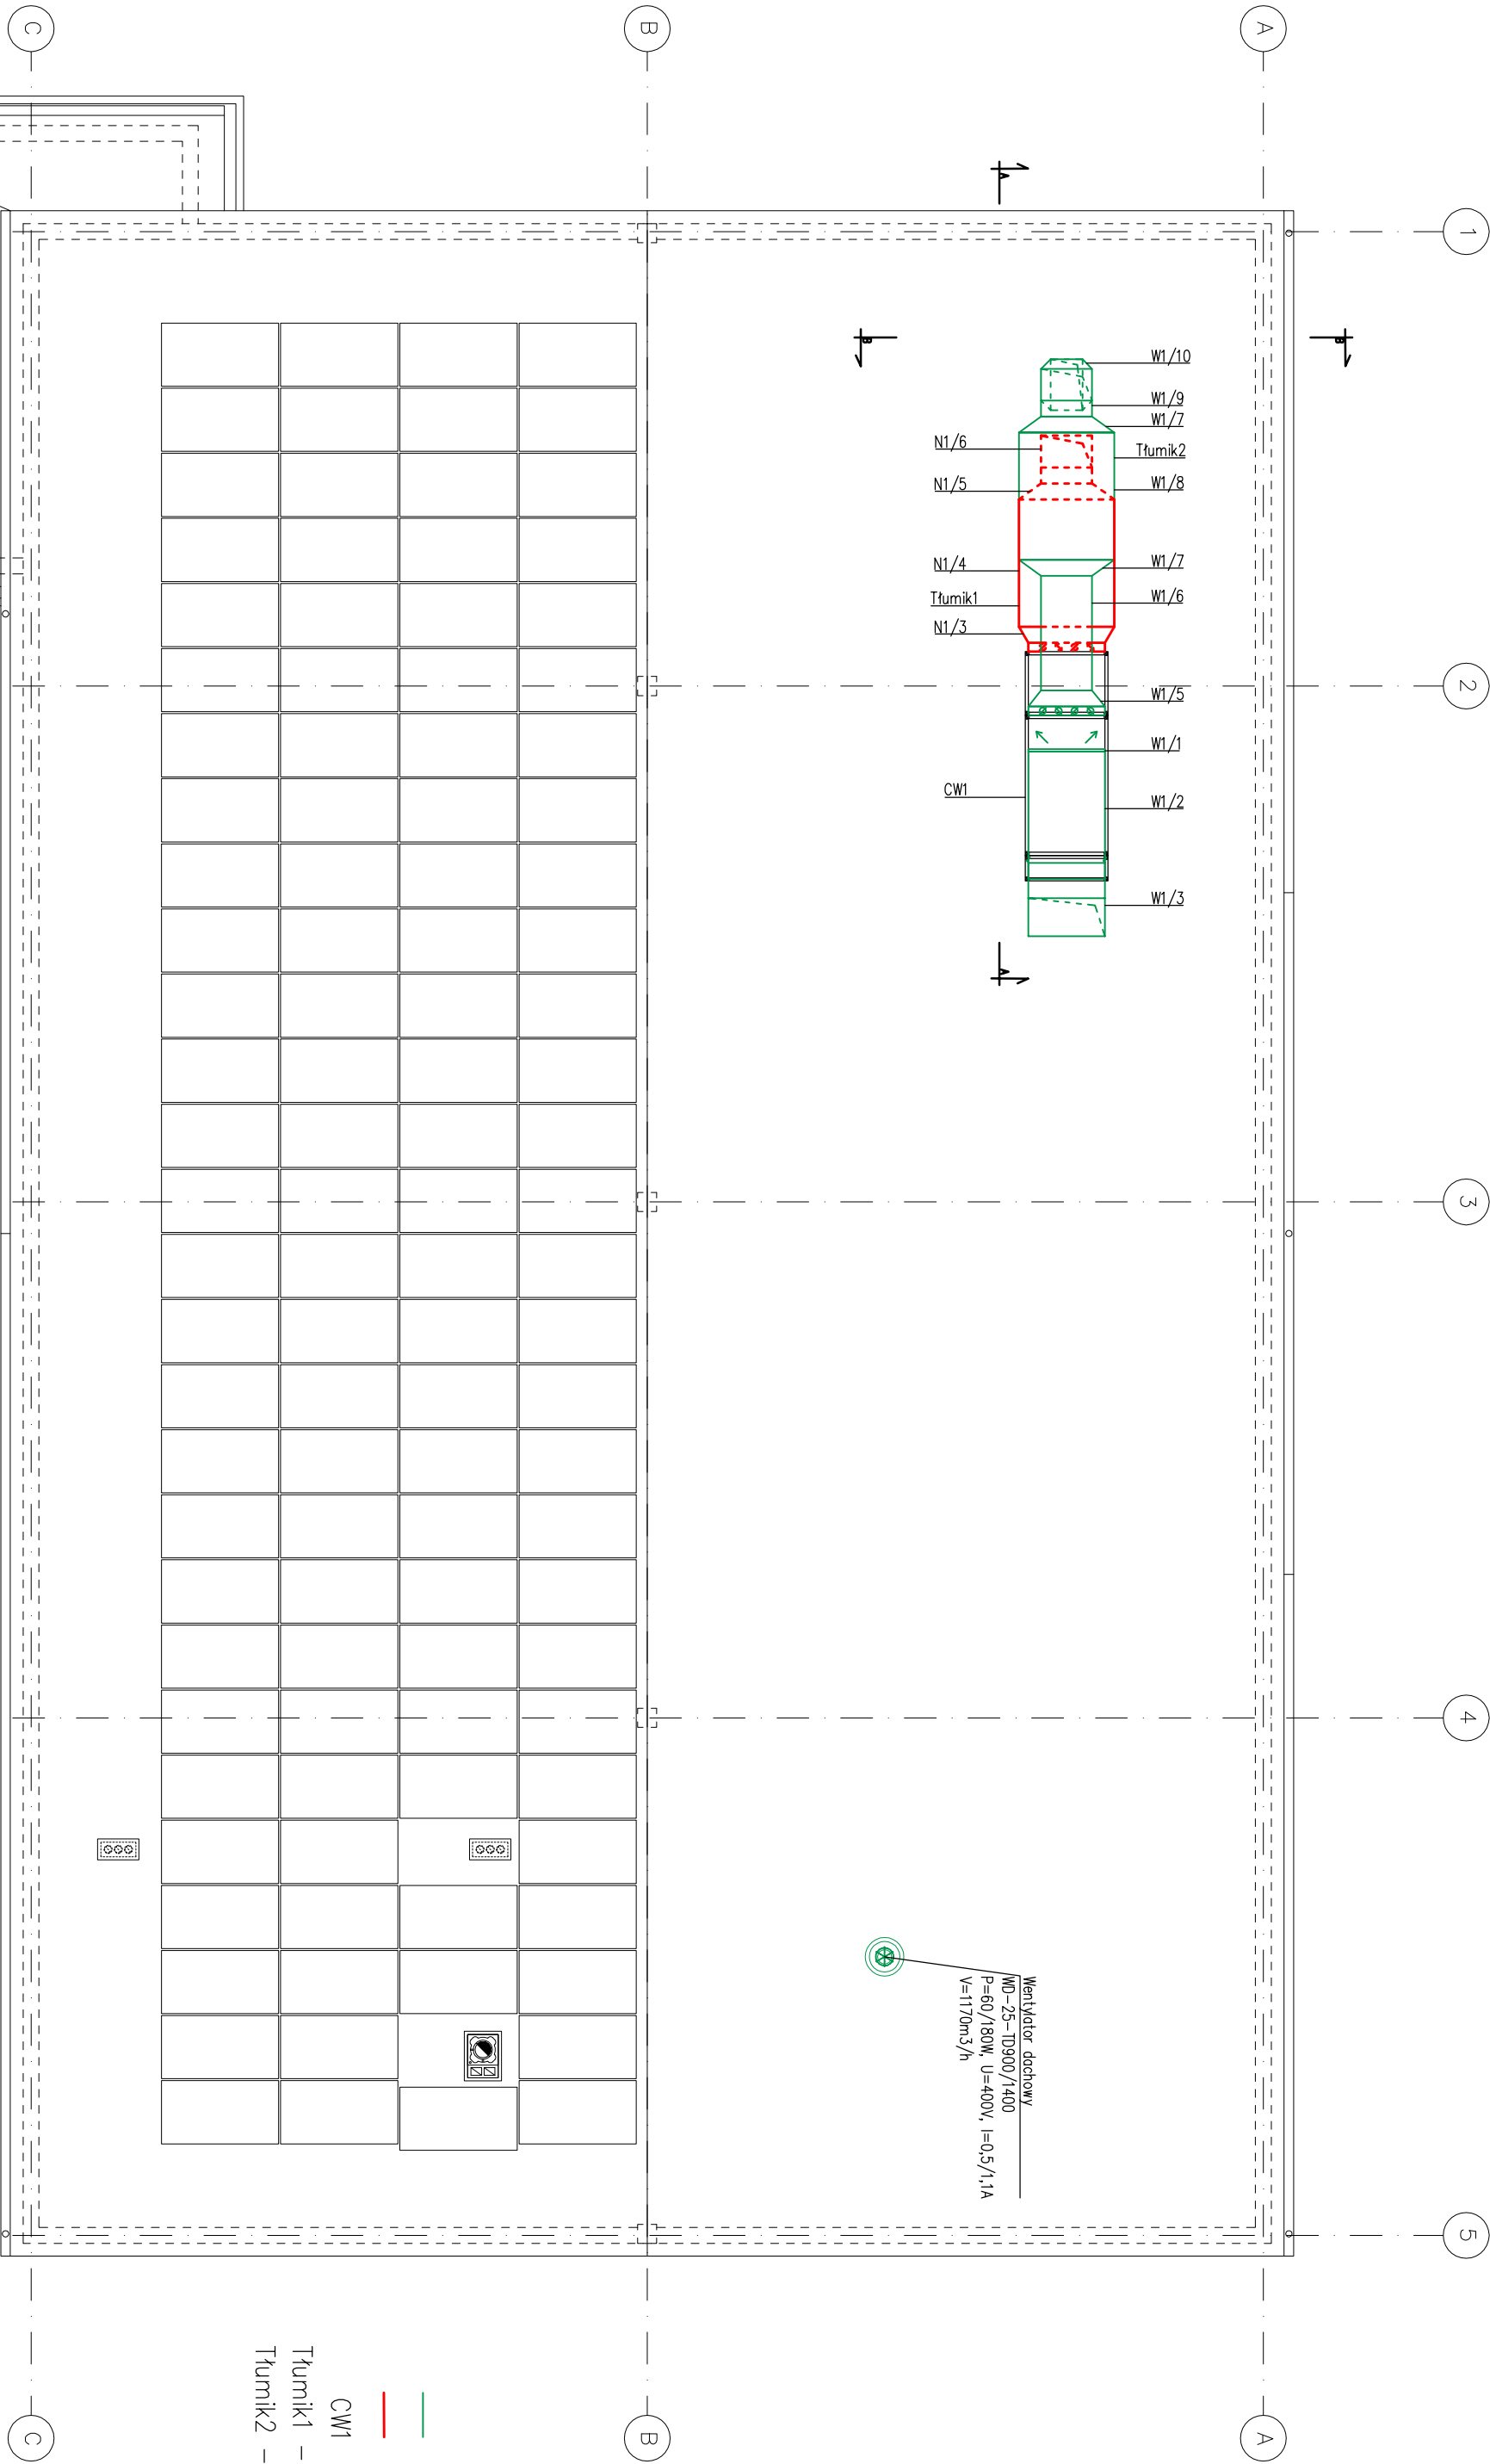 C
B
A
1
2
3
4
5
C
B
A
A
A
B
B
W1/10
W1/9
W1/7
Tłumik2
W1/8
W1/7
W1/6
W1/5
W1/1
W1/2
W1/3
N1/6
N1/5
N1/4
Tłumik1
N1/3
CW1
Wentylator dachowy
WD-25-TD900/1400
P=60/180W, U=400V, I=0,5/1,1A
V=1170m3/h
CW1
Tłumik1 -
Tłumik2 -